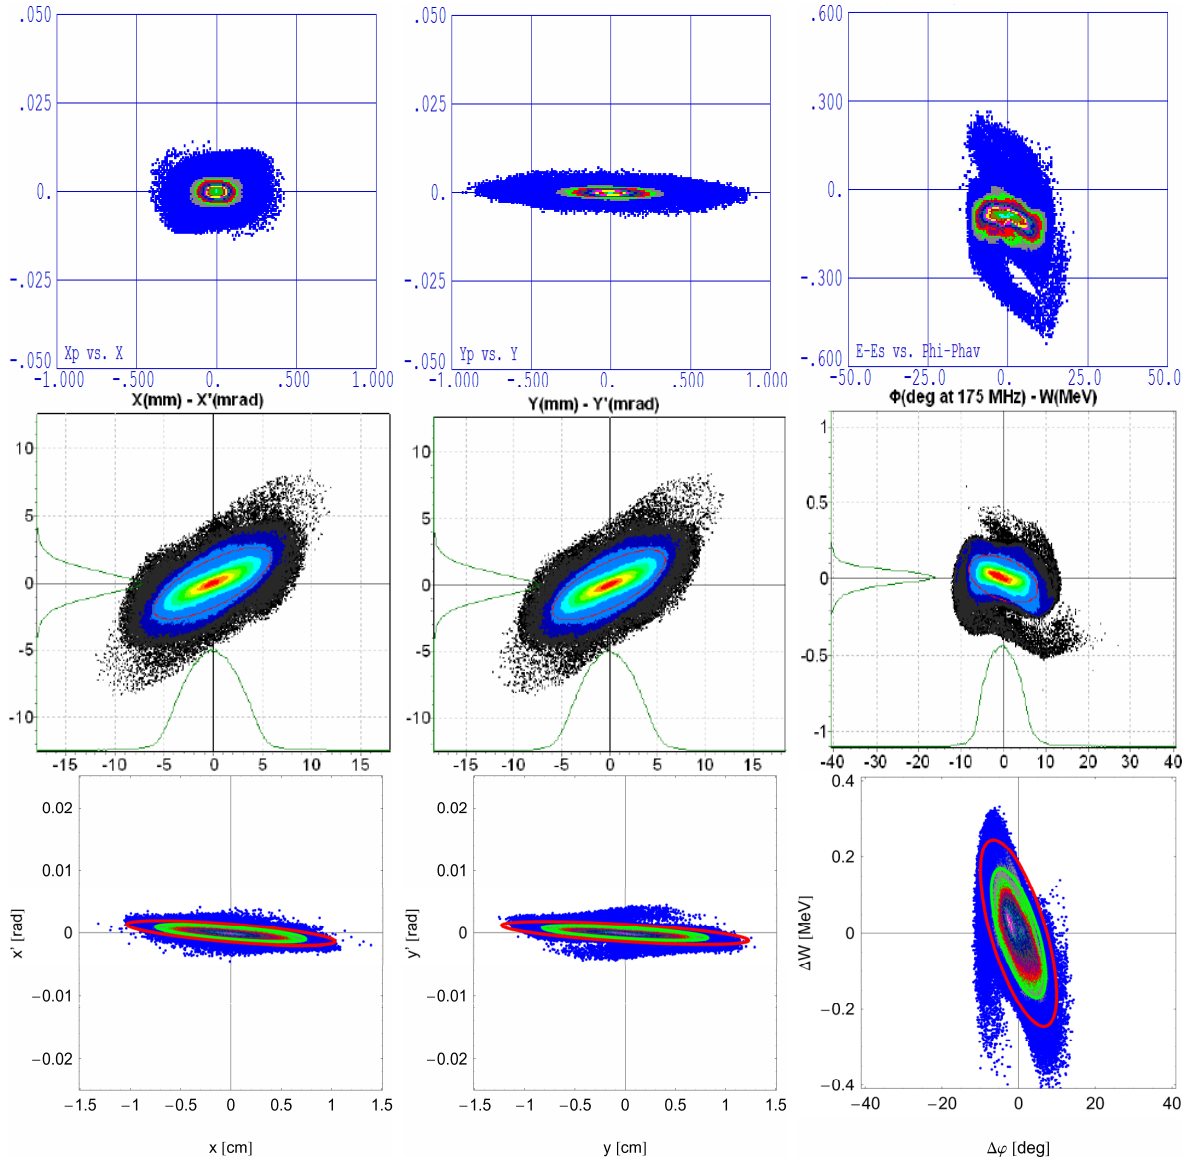 .050 .050 .600
.025 .025 .300
0. 0. 0.
-.025 -.025 -.300
-.050 -.050 -.600
Xp vs. X Yp vs. Y E-Es vs. Phi-Phav
-1.000 -.500 0. .500 1.000 -1.000 -.500 0. .500 1.000 -50.0 -25.0 0. 25.0 50.0
X(mm) - X'(mrad) Y(mm) - Y'(mrad) Φ(deg at 175 MHz) - W(MeV)
10 10 1
5 5 0.5
0 0 0
-5 -5 -0.5
-10 -10 -1
-15 -10 -5 0 5 10 15 -15 -10 -5 0 5 10 15 -40 -30 -20 -10 0 10 20 30 40
0.02 0.02 0.4
0.01 0.01 0.2
0 0 0
−0.01 −0.01 −0.2
−0.02 −0.02 −0.4
x' [rad] y' [rad] ΔW [MeV]
−1.5 −1 −0.5 0 0.5 1 1.5 −1.5 −1 −0.5 0 0.5 1 1.5 −40 −20 0 20 40
x [cm] y [cm] Δφ [deg]